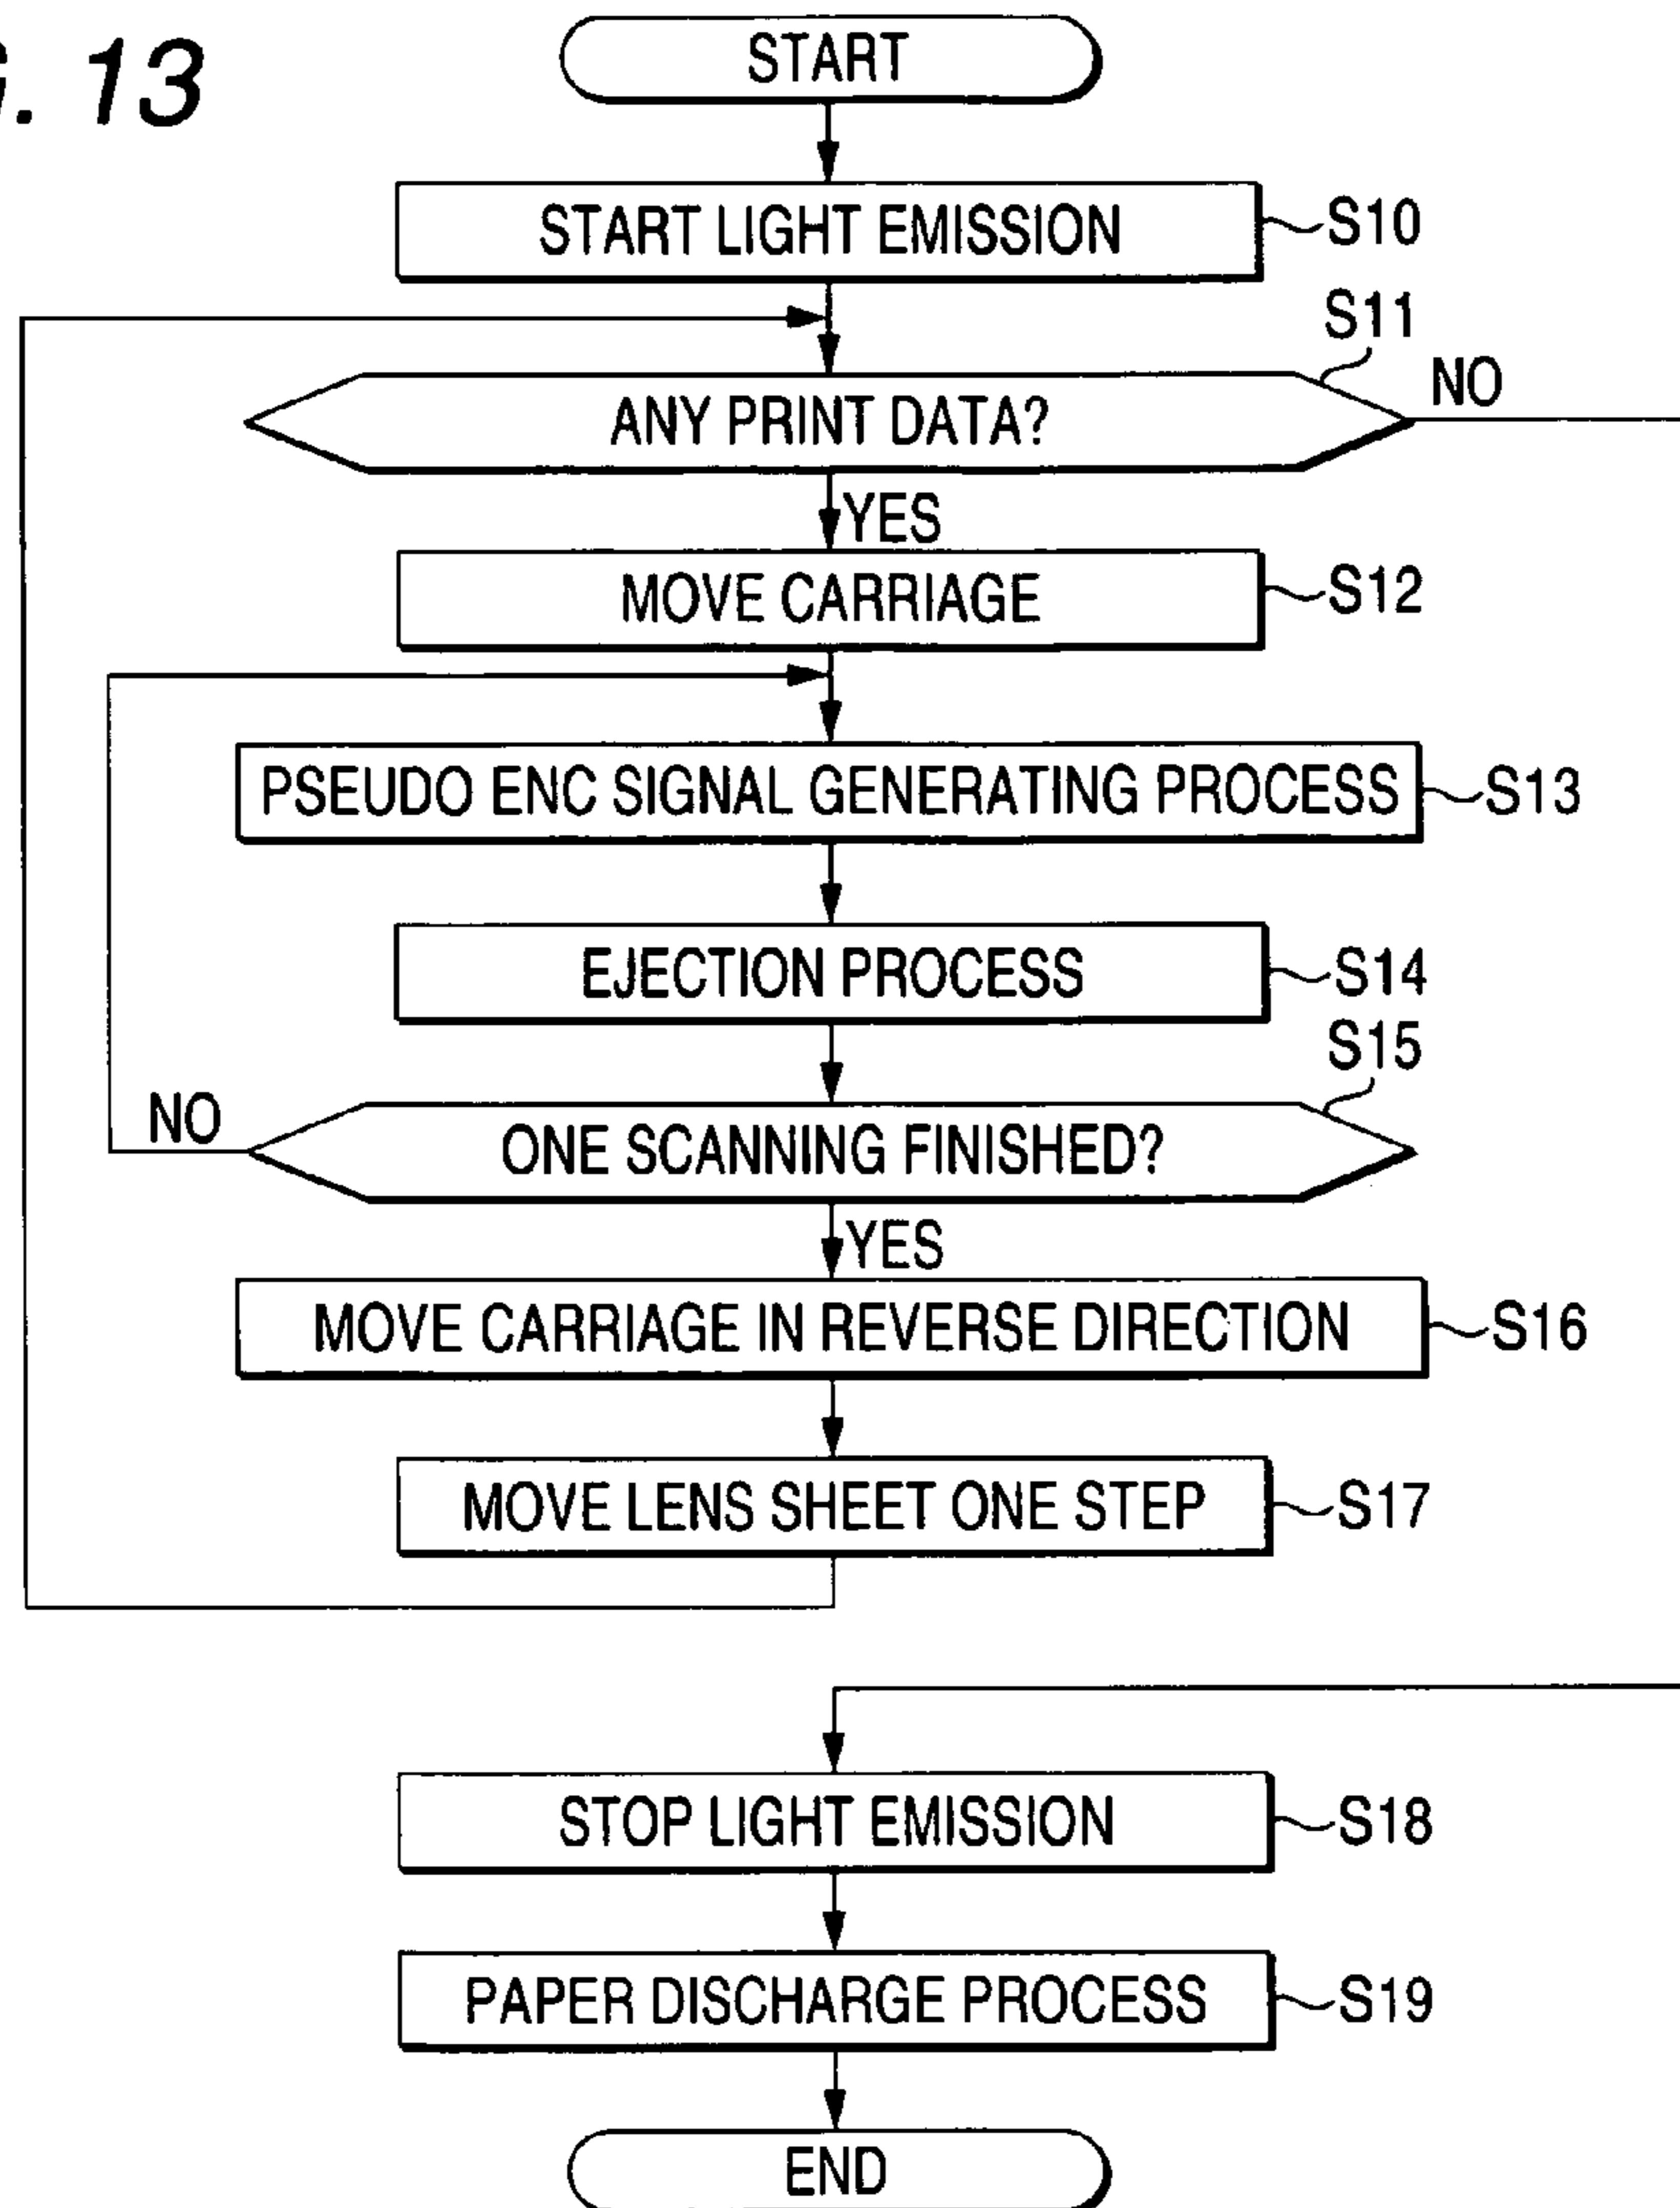 G. 13
START
START LIGHT EMISSION
S10
S11
ANY PRINT DATA?
NO
YES
MOVE CARRIAGE
S12
PSEUDO ENC SIGNAL GENERATING PROCESS
S13
EJECTION PROCESS
S14
S15
ONE SCANNING FINISHED?
NO
YES
MOVE CARRIAGE IN REVERSE DIRECTION
S16
MOVE LENS SHEET ONE STEP
S17
STOP LIGHT EMISSION
S18
PAPER DISCHARGE PROCESS
S19
END